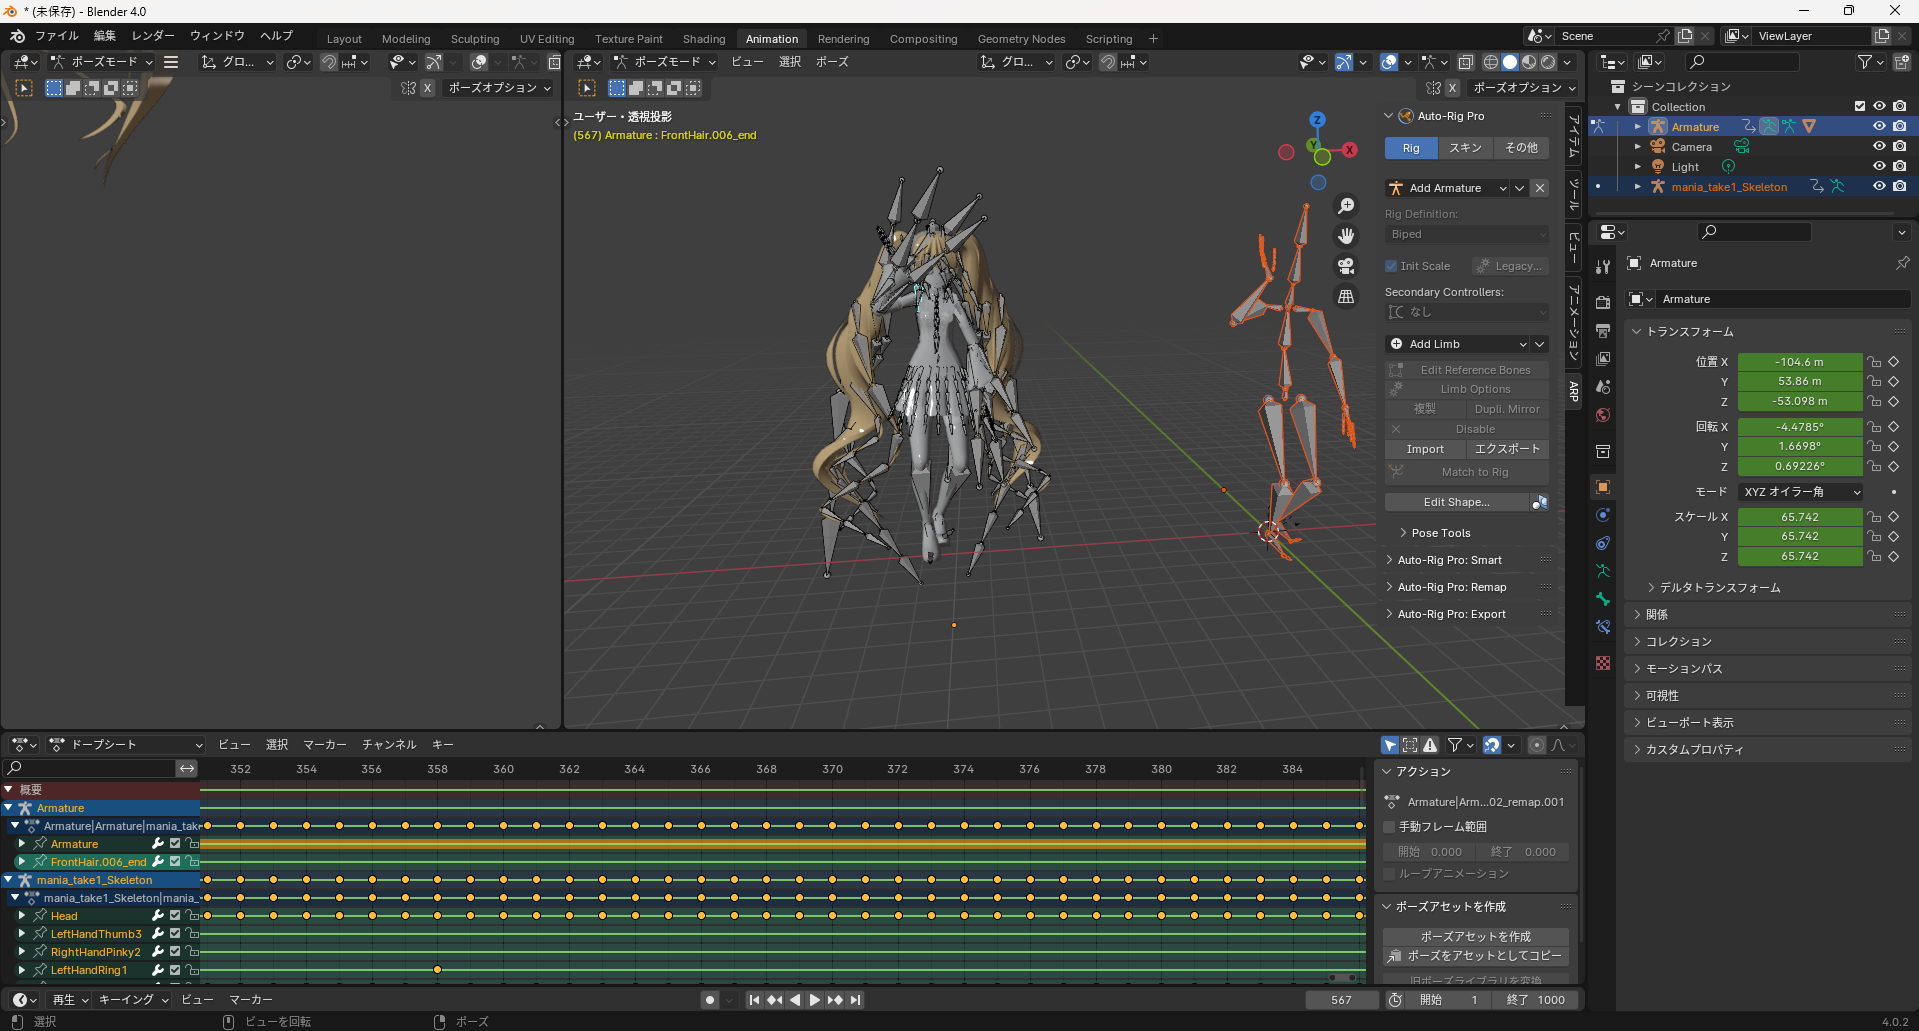 * (未保存) - Blender 4.0
ファイル 編集 レンダー ウィンドウ ヘルプ Layout Modeling Sculpting UV Editing Texture Paint Shading Animation Rendering Compositing Geometry Nodes Scripting +
Scene ViewLayer
ポーズモード グロ... ポーズモード ビュー 選択 ポーズ グロ...
X ポーズオプション X ポーズオプション
ユーザー・透視投影
(567) Armature : FrontHair.006_end
Z
Y
X
Auto-Rig Pro
Rig スキン その他
Add Armature
Rig Definition:
Biped
Init Scale Legacy...
Secondary Controllers:
なし
Add Limb
Edit Reference Bones
Limb Options
複製 Dupli. Mirror
Disable
Import エクスポート
Match to Rig
Edit Shape...
Pose Tools
Auto-Rig Pro: Smart
Auto-Rig Pro: Remap
Auto-Rig Pro: Export
アイテム
ツール
ビュー
アニメーション
ARP
シーンコレクション
Collection
Armature
Camera
Light
mania_take1_Skeleton
Armature
Armature
トランスフォーム
位置 X -104.6 m
Y 53.86 m
Z -53.098 m
回転 X -4.4785°
Y 1.6698°
Z 0.69226°
モード XYZ オイラー角
スケール X 65.742
Y 65.742
Z 65.742
デルタトランスフォーム
関係
コレクション
モーションパス
可視性
ビューポート表示
カスタムプロパティ
ドープシート ビュー 選択 マーカー チャンネル キー
352 354 356 358 360 362 364 366 368 370 372 374 376 378 380 382 384
概要
Armature
Armature|Armature|mania_tak
Armature
FrontHair.006_end
mania_take1_Skeleton
mania_take1_Skeleton|mania_
Head
LeftHandThumb3
RightHandPinky2
LeftHandRing1
アクション
Armature|Arm...02_remap.001
手動フレーム範囲
開始 0.000 終了 0.000
ループアニメーション
ポーズアセットを作成
ポーズアセットを作成
ポーズをアセットとしてコピー
旧ポーズライブラリを変換
再生 キーイング ビュー マーカー 567 開始 1 終了 1000
選択 ビューを回転 ポーズ 4.0.2